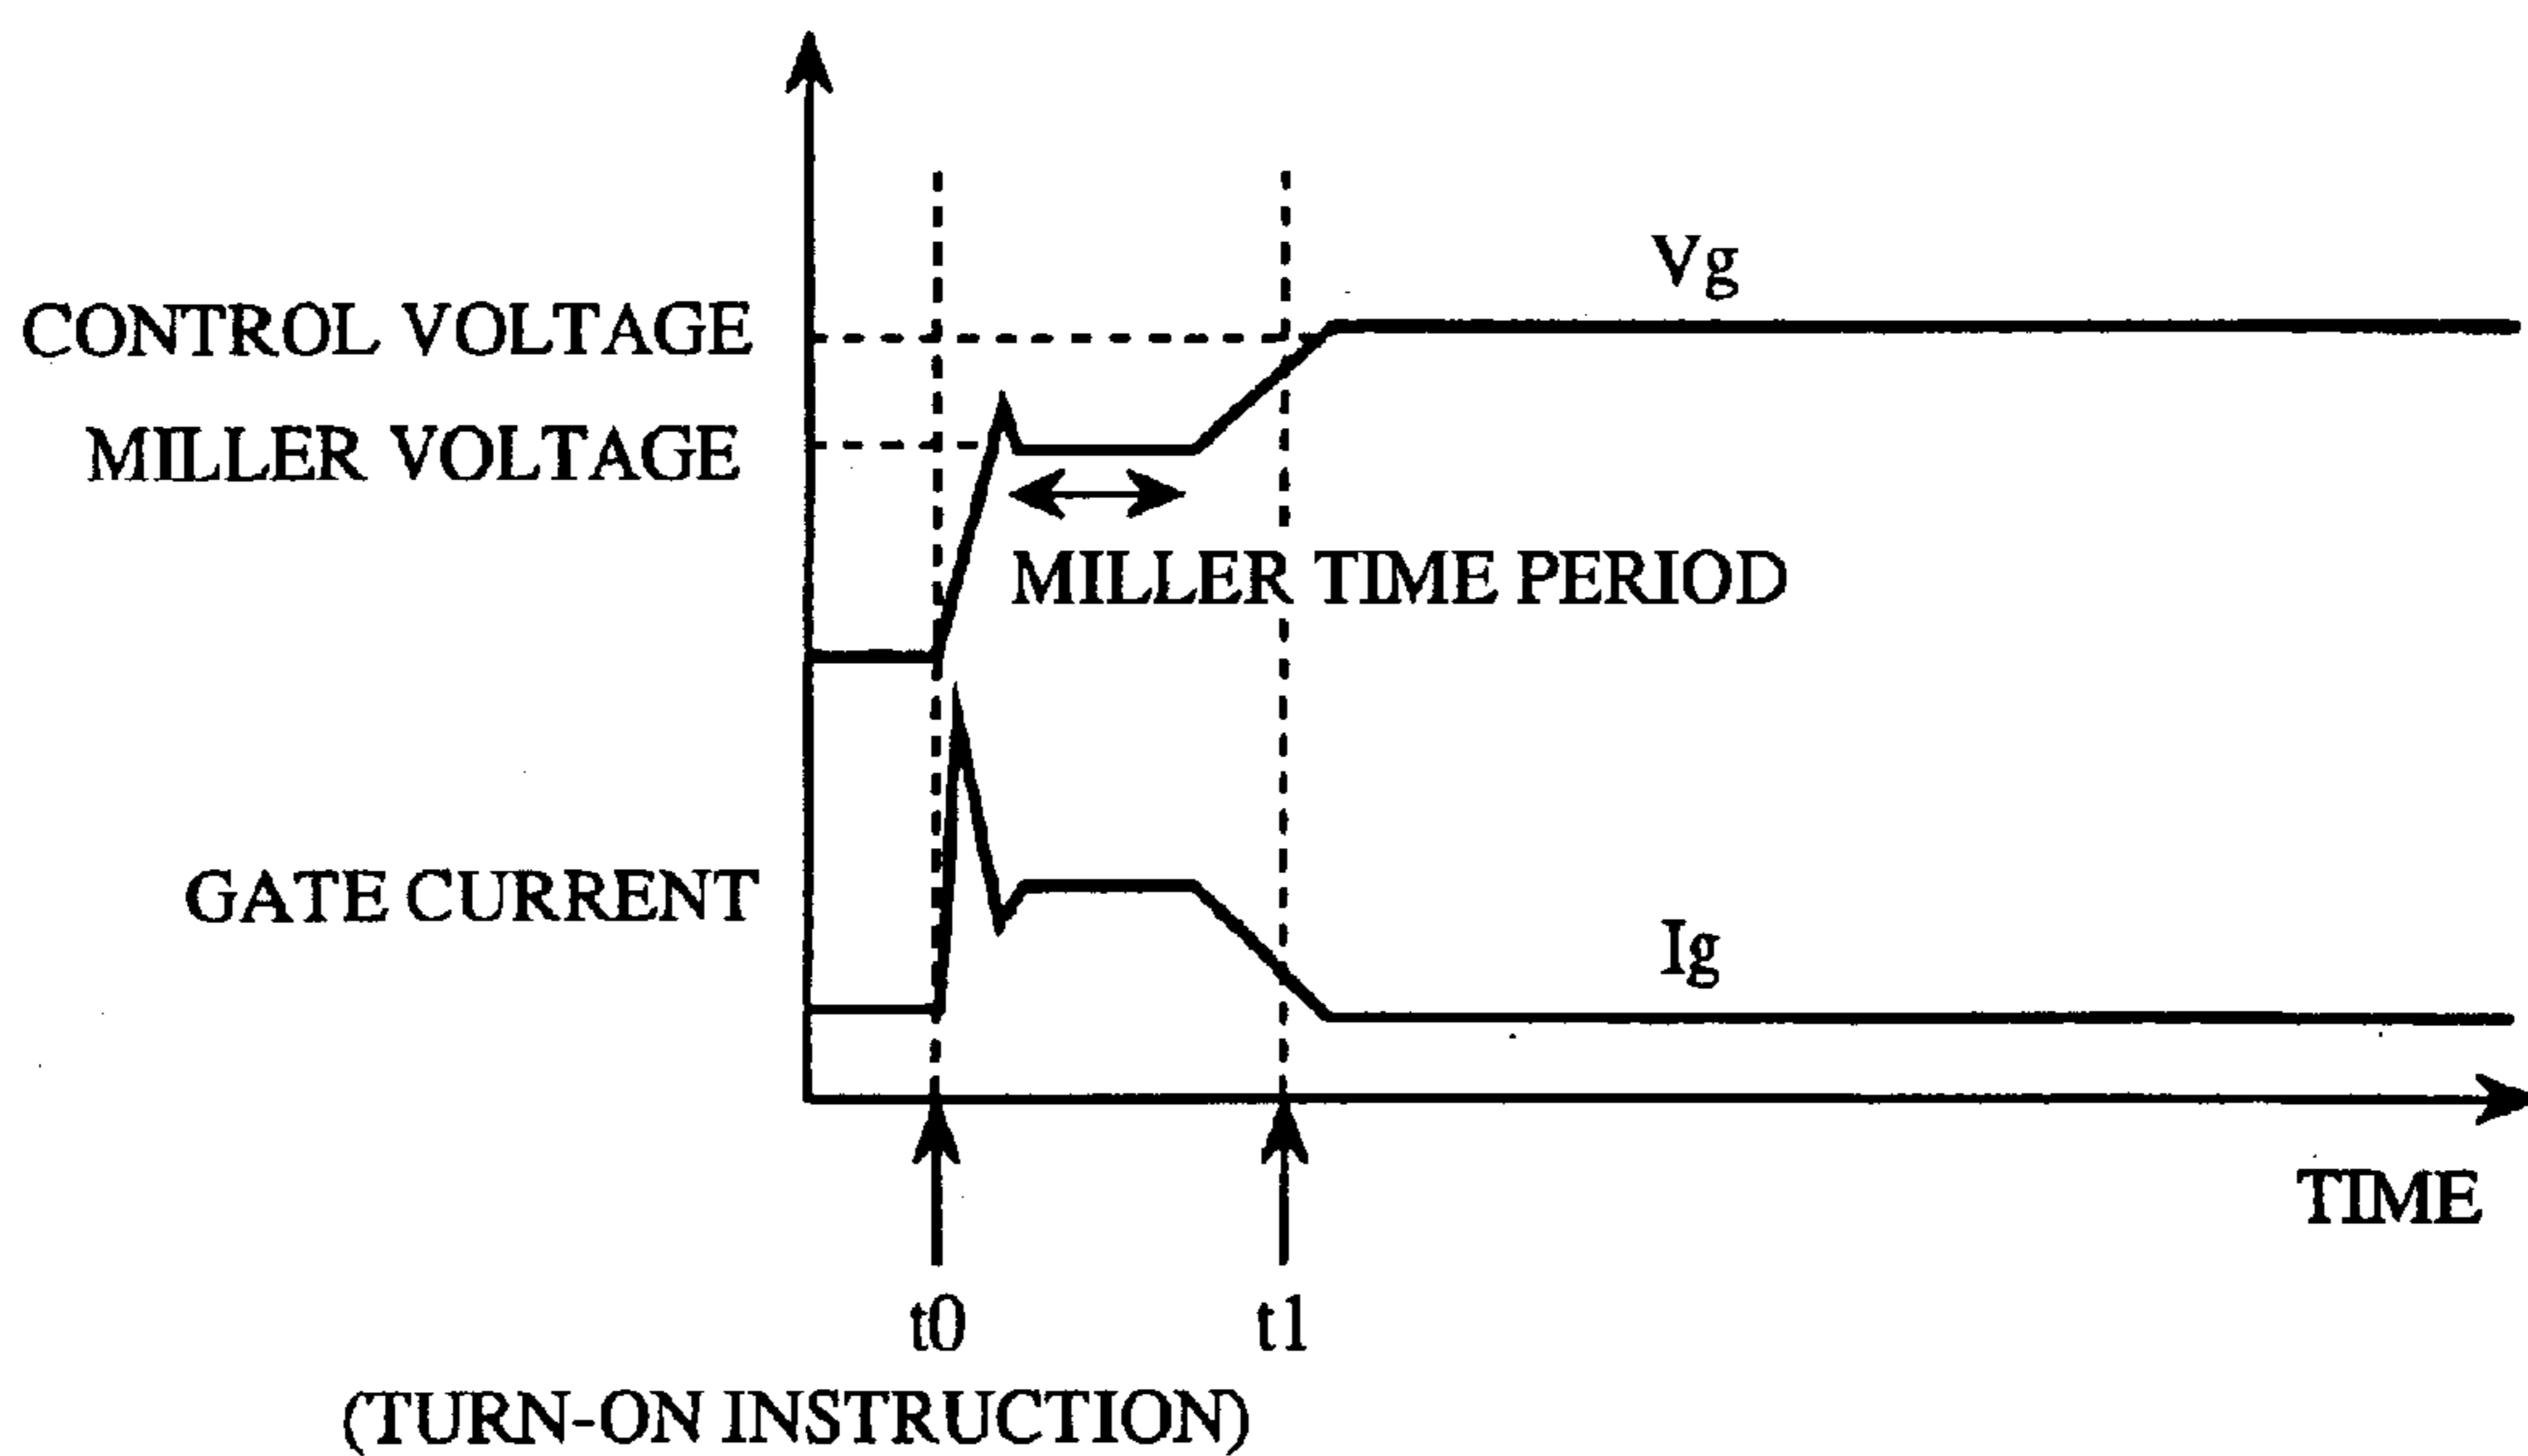 Vg
CONTROL VOLTAGE
MILLER VOLTAGE
MILLER TIME PERIOD
GATE CURRENT
Ig
TIME
t0
t1
(TURN-ON INSTRUCTION)